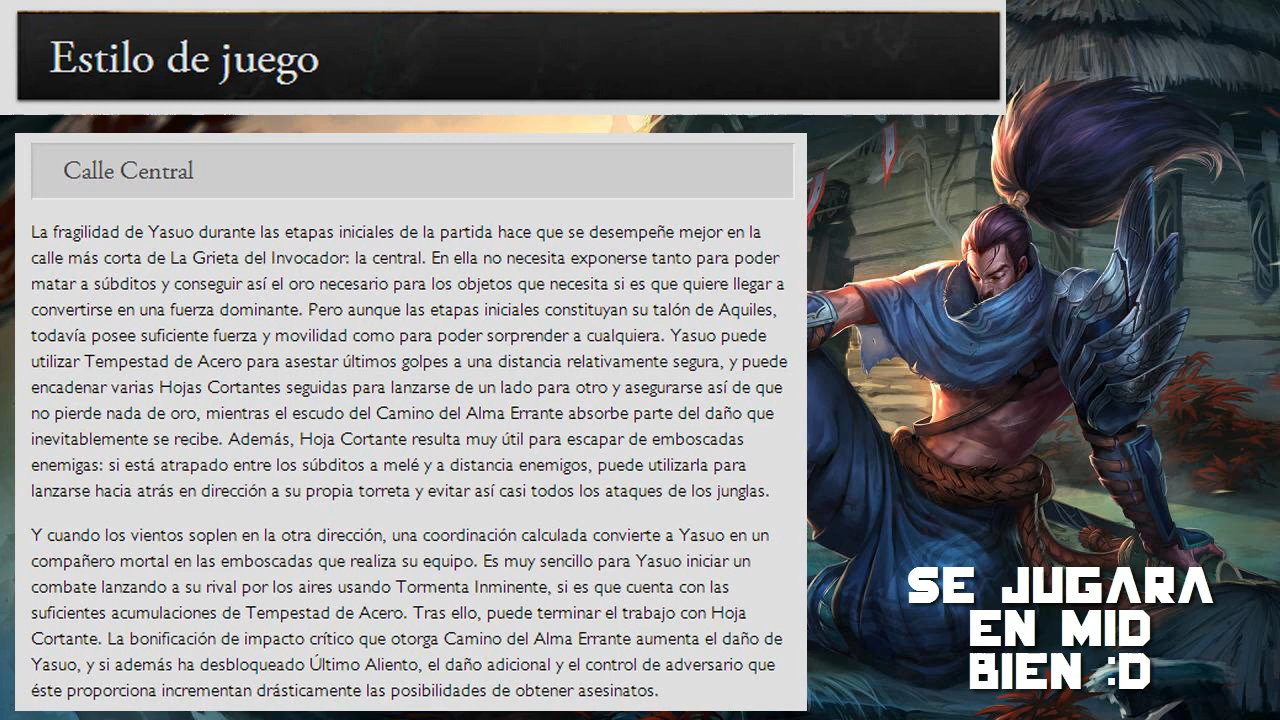 Estilo de juego
Calle Central
La fragilidad de Yasuo durante las etapas iniciales de la partida hace que se desempeñe mejor en la
calle más corta de La Grieta del Invocador: la central. En ella no necesita exponerse tanto para poder
matar a súbditos y conseguir así el oro necesario para los objetos que necesita si es que quiere llegar a
convertirse en una fuerza dominante. Pero aunque las etapas iniciales constituyan su talón de Aquiles,
todavía posee suficiente fuerza y movilidad como para poder sorprender a cualquiera. Yasuo puede
utilizar Tempestad de Acero para asestar últimos golpes a una distancia relativamente segura, y puede
encadenar varias Hojas Cortantes seguidas para lanzarse de un lado para otro y asegurarse así de que
no pierde nada de oro, mientras el escudo del Camino del Alma Errante absorbe parte del daño que
inevitablemente se recibe. Además, Hoja Cortante resulta muy útil para escapar de emboscadas
enemigas: si está atrapado entre los súbditos a melé y a distancia enemigos, puede utilizarla para
lanzarse hacia atrás en dirección a su propia torreta y evitar así casi todos los ataques de los junglas.
Y cuando los vientos soplen en la otra dirección, una coordinación calculada convierte a Yasuo en un
compañero mortal en las emboscadas que realiza su equipo. Es muy sencillo para Yasuo iniciar un
combate lanzando a su rival por los aires usando Tormenta Inminente, si es que cuenta con las
suficientes acumulaciones de Tempestad de Acero. Tras ello, puede terminar el trabajo con Hoja
Cortante. La bonificación de impacto crítico que otorga Camino del Alma Errante aumenta el daño de
Yasuo, y si además ha desbloqueado Último Aliento, el daño adicional y el control de adversario que
éste proporciona incrementan drásticamente las posibilidades de obtener asesinatos.
SE JUGARA
EN MID
BIEN :D